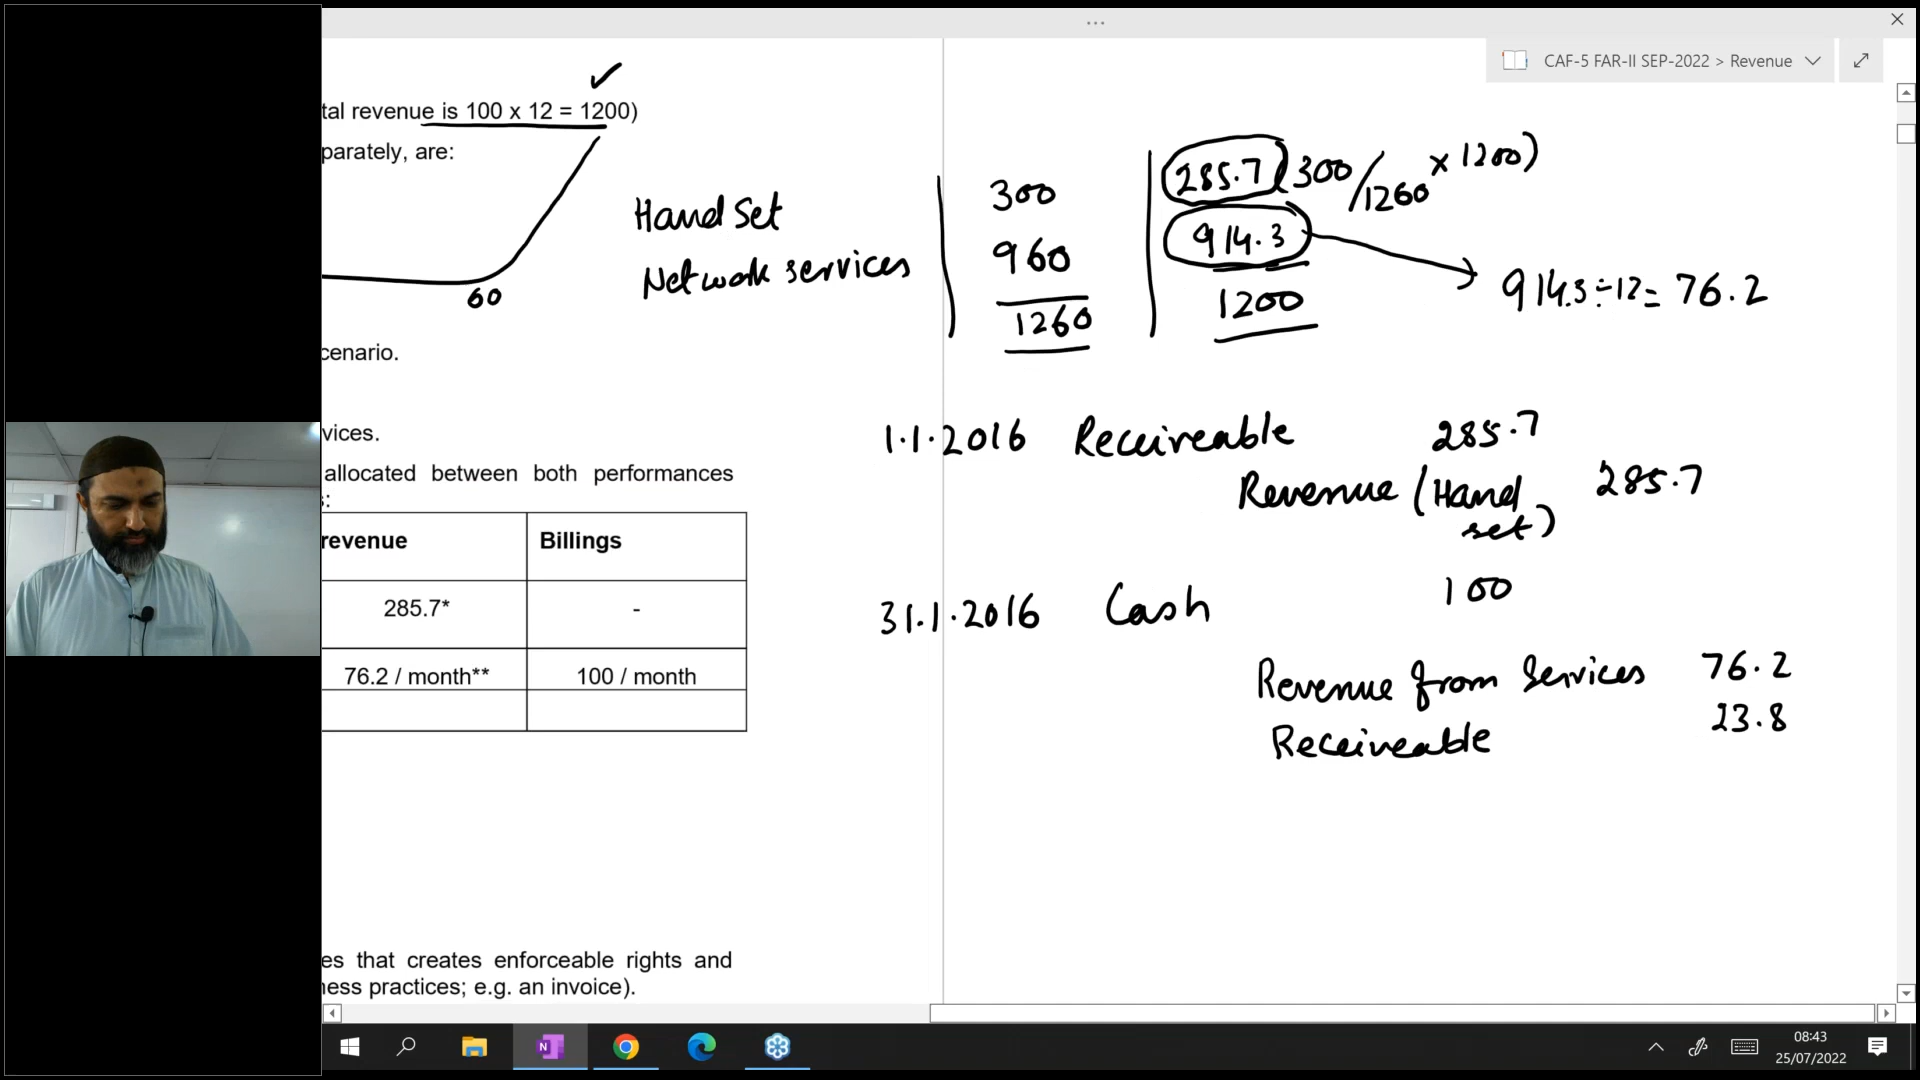 CAF-5 FAR-II SEP-2022 > Revenue
tal revenue is 100 x 12 = 1200)
parately, are:
60
cenario.
vices.
allocated between both performances
:
revenue Billings
285.7* -
76.2 / month** 100 / month
es that creates enforceable rights and
ness practices; e.g. an invoice).
Hand Set 300 285.7 (300/1260 x 1200)
Network services 960 914.3
1260 1200
914.3 ÷ 12 = 76.2
1.1.2016 Receiveable 285.7
Revenue (Hand set) 285.7
31.1.2016 Cash 100
Revenue from Services 76.2
Receiveable 23.8
08:43
25/07/2022